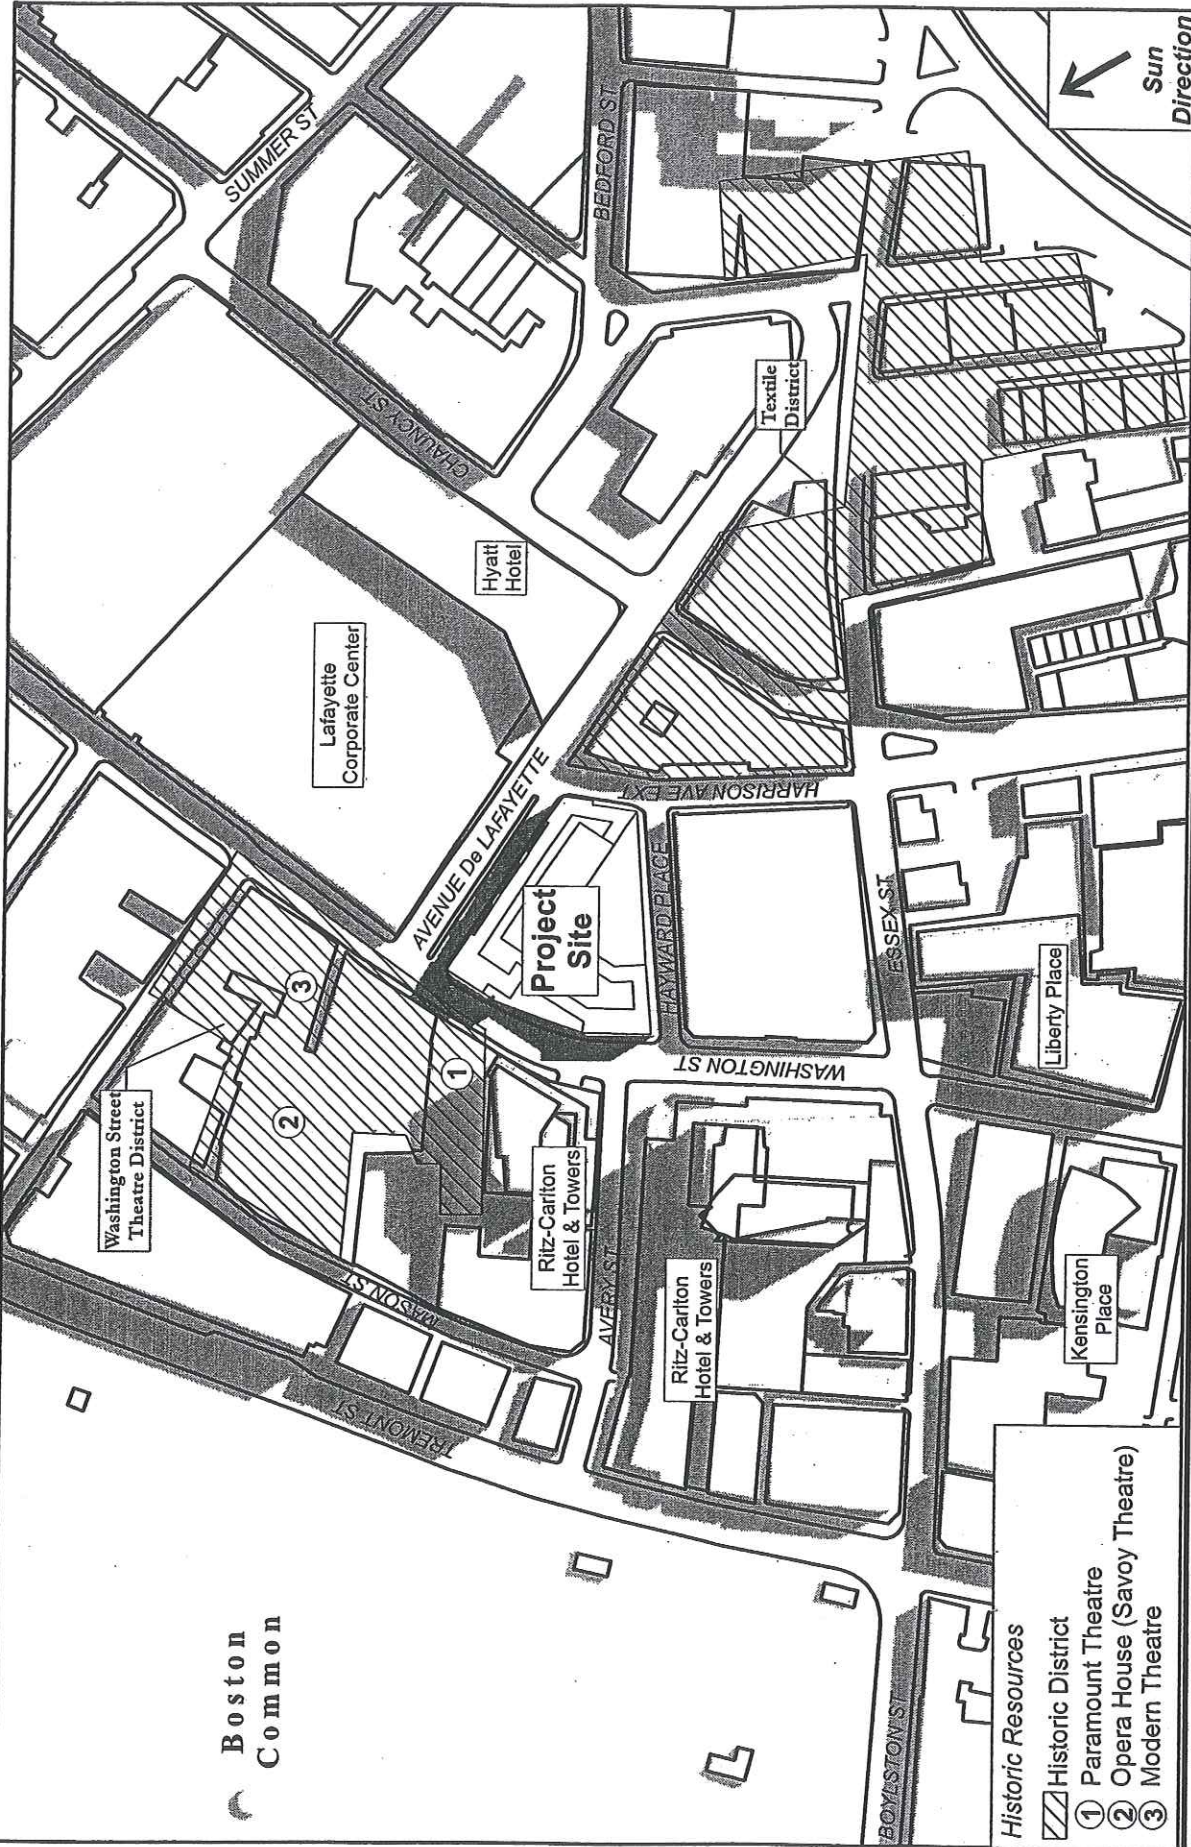 Boston
Common
SUMMER ST
BEDFORD ST
CHAUNCY ST
Hyatt
Hotel
Lafayette
Corporate Center
Textile
District
AVENUE De LAFAYETTE
HARRISON AVE EXT
HAYWARD PLACE
Project
Site
ESSEX ST
WASHINGTON ST
Liberty Place
Washington Street
Theatre District
3
2
1
MASON ST
TREMONT ST
AVERY ST
Ritz-Carlton
Hotel & Towers
Ritz-Carlton
Hotel & Towers
Kensington
Place
BOYLSTON ST
Sun
Direction
Historic Resources
Historic District
1 Paramount Theatre
2 Opera House (Savoy Theatre)
3 Modern Theatre